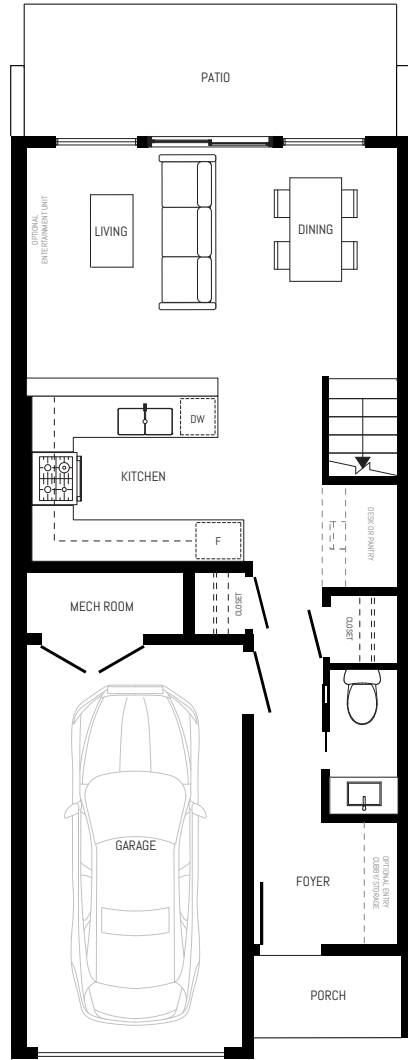 PATIO
OPTIONAL
ENTERTAINMENT UNIT
LIVING
DINING
DW
KITCHEN
DESK OR PANTRY
F
MECH ROOM
CLOSET
CLOSET
GARAGE
FOYER
OPTIONAL ENTRY
CUBBY/STORAGE
PORCH